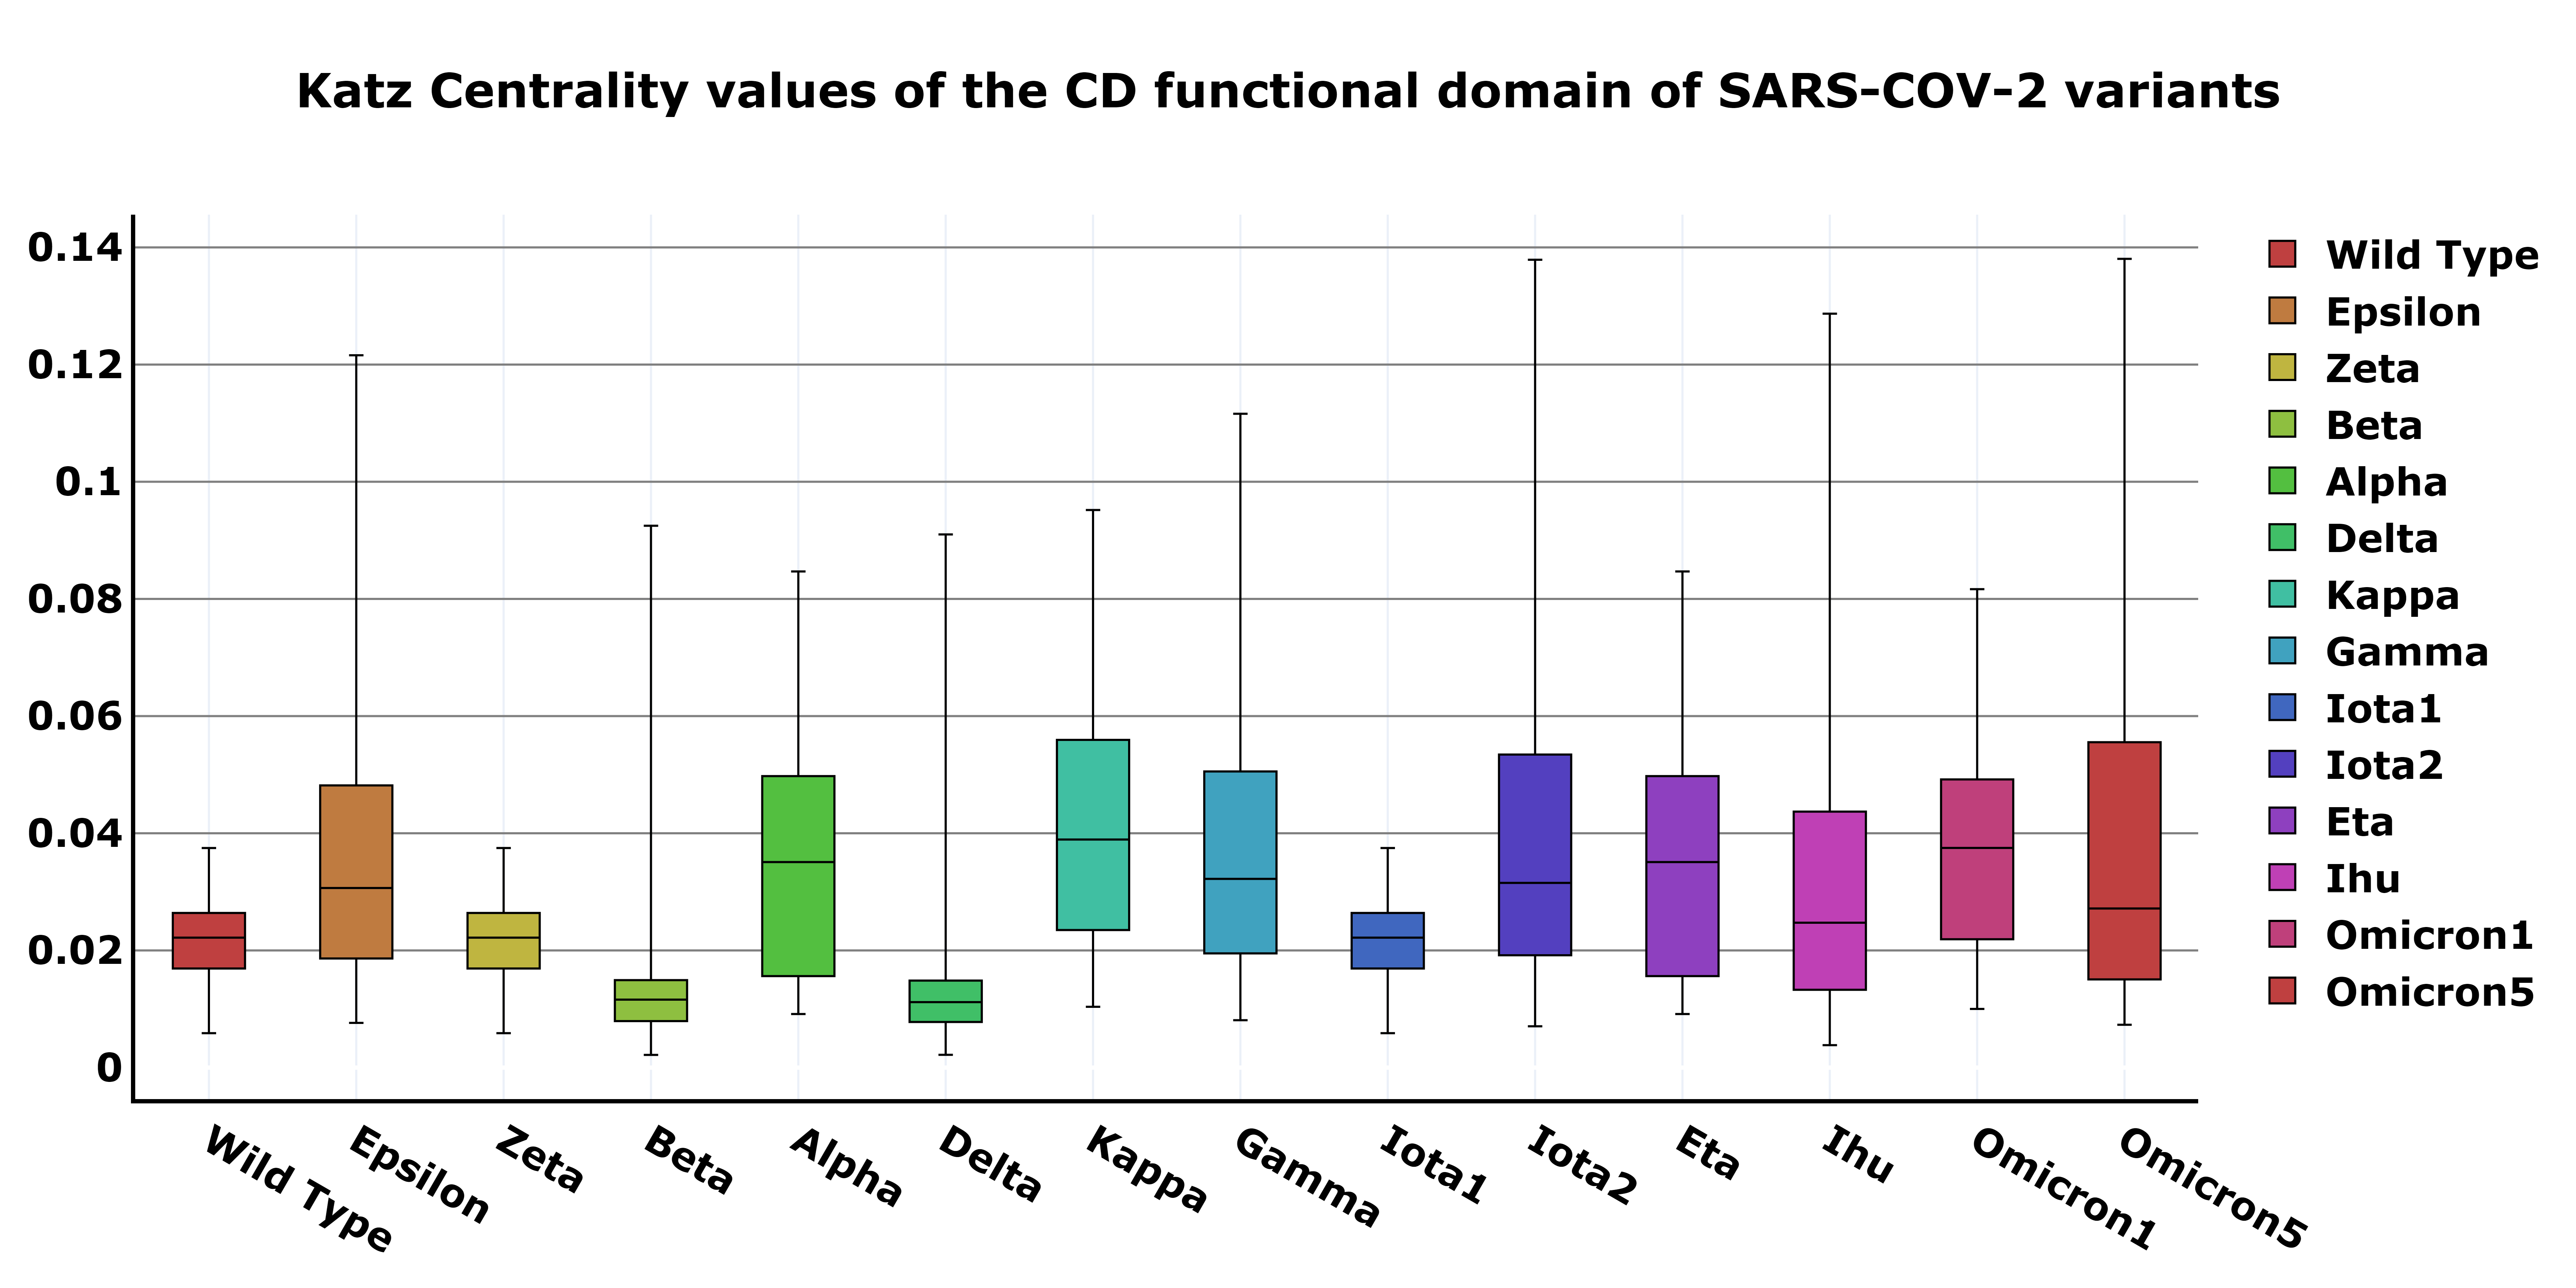 Katz Centrality values of the CD functional domain of SARS-COV-2 variants
0.14
0.12
0.1
0.08
0.06
0.04
0.02
0
Wild Type
Epsilon
Zeta
Beta
Alpha
Delta
Kappa
Gamma
Iota1
Iota2
Eta
Ihu
Omicron1
Omicron5
Wild Type
Epsilon
Zeta
Beta
Alpha
Delta
Kappa
Gamma
Iota1
Iota2
Eta
Ihu
Omicron1
Omicron5